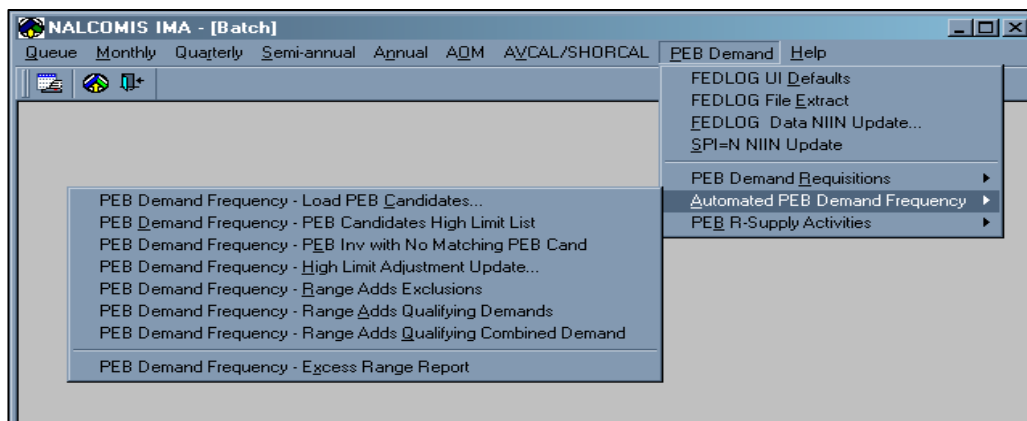 NALCOMIS IMA - [Batch]
Queue Monthly Quarterly Semi-annual Annual AOM AVCAL/SHORCAL PEB Demand Help
FEDLOG UI Defaults
FEDLOG File Extract
FEDLOG Data NIIN Update...
SPI=N NIIN Update
PEB Demand Requisitions
Automated PEB Demand Frequency
PEB R-Supply Activities
PEB Demand Frequency - Load PEB Candidates...
PEB Demand Frequency - PEB Candidates High Limit List
PEB Demand Frequency - PEB Inv with No Matching PEB Cand
PEB Demand Frequency - High Limit Adjustment Update...
PEB Demand Frequency - Range Adds Exclusions
PEB Demand Frequency - Range Adds Qualifying Demands
PEB Demand Frequency - Range Adds Qualifying Combined Demand
PEB Demand Frequency - Excess Range Report